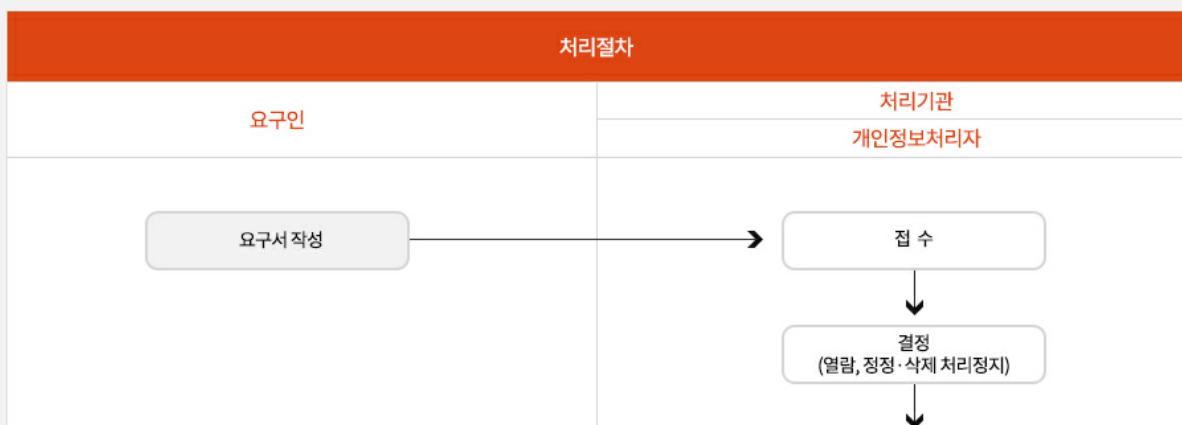 처리절차
요구인
처리기관
개인정보처리자
요구서 작성
접 수
결정
(열람, 정정·삭제 처리정지)